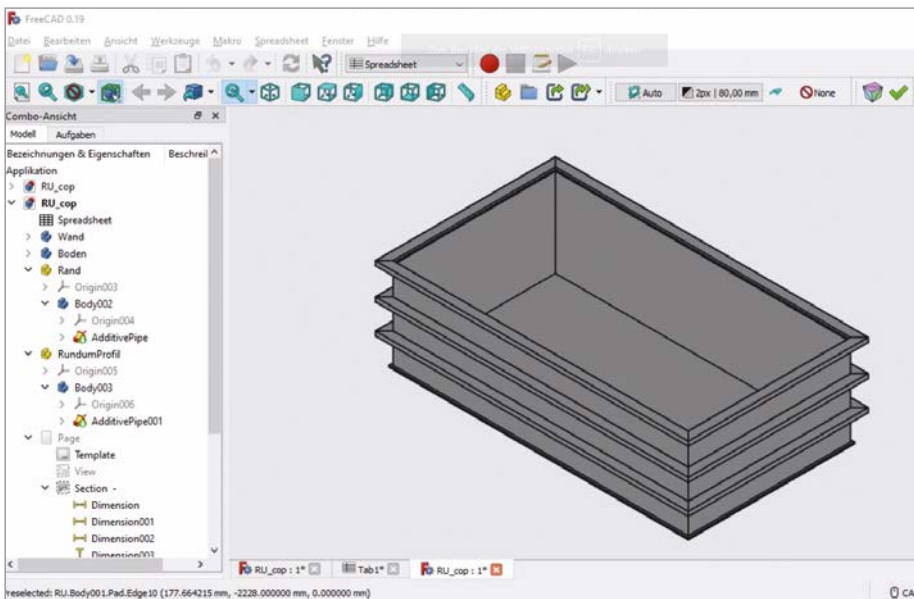 FreeCAD 0.19
Datei Bearbeiten Ansicht Werkzeuge Makro Spreadsheet Fenster Hilfe
Spreadsheet
Auto 2px | 80,00 mm None
Combo-Ansicht
Modell Aufgaben
Bezeichnungen & Eigenschaften Beschreil
Applikation
RU_cop
RU_cop
Spreadsheet
Wand
Boden
Rand
Origin003
Body002
Origin004
AdditivePipe
RundumProfil
Origin005
Body003
Origin006
AdditivePipe001
Page
Template
View
Section -
Dimension
Dimension001
Dimension002
Dimension003
RU_cop : 1* Tab1* RU_cop : 1*
reselected: RU.Body001.Pad.Edge10 (177.664215 mm, -2228.000000 mm, 0.000000 mm) CA